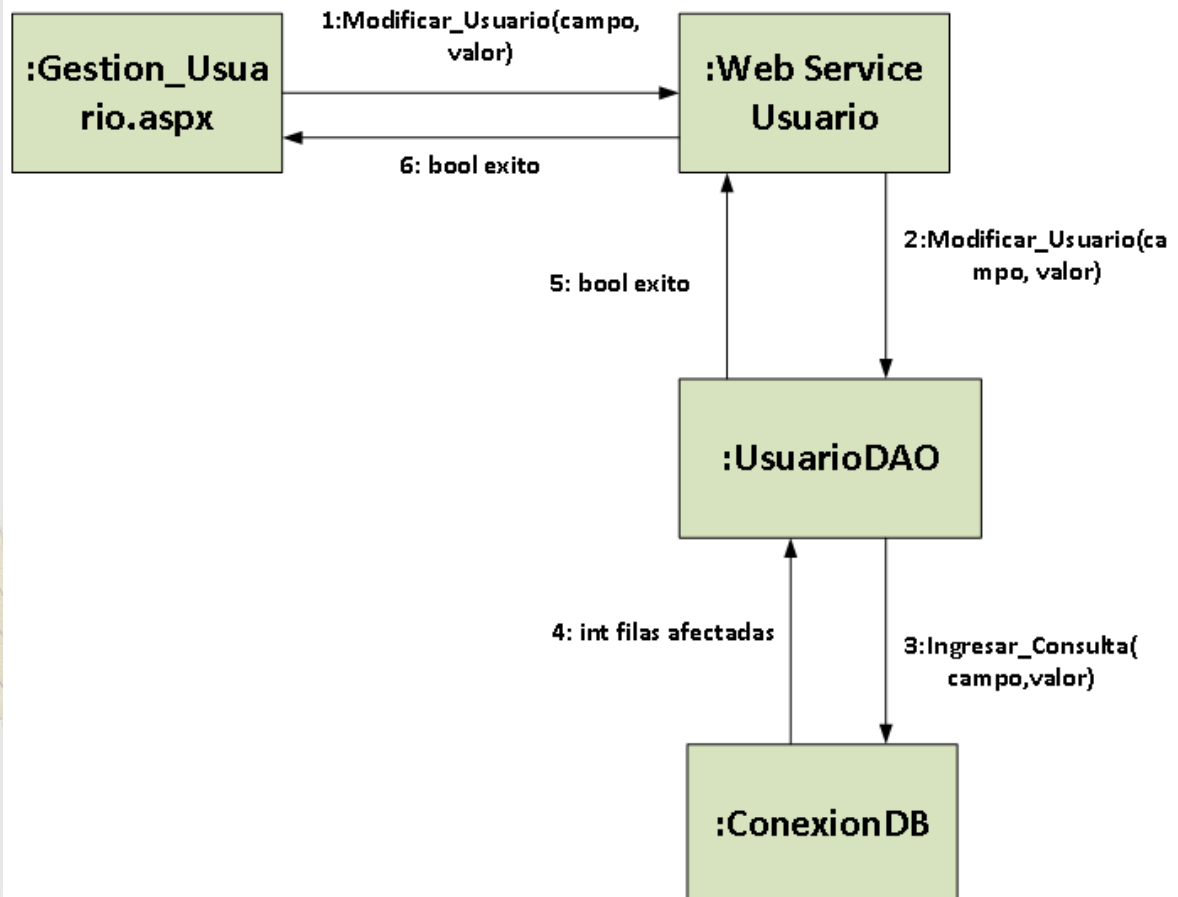 1:Modificar_Usuario(campo,
valor)
:Gestion_Usua
rio.aspx
:Web Service
Usuario
6: bool exito
2:Modificar_Usuario(ca
mpo, valor)
5: bool exito
:UsuarioDAO
4: int filas afectadas
3:Ingresar_Consulta(
campo,valor)
:ConexionDB